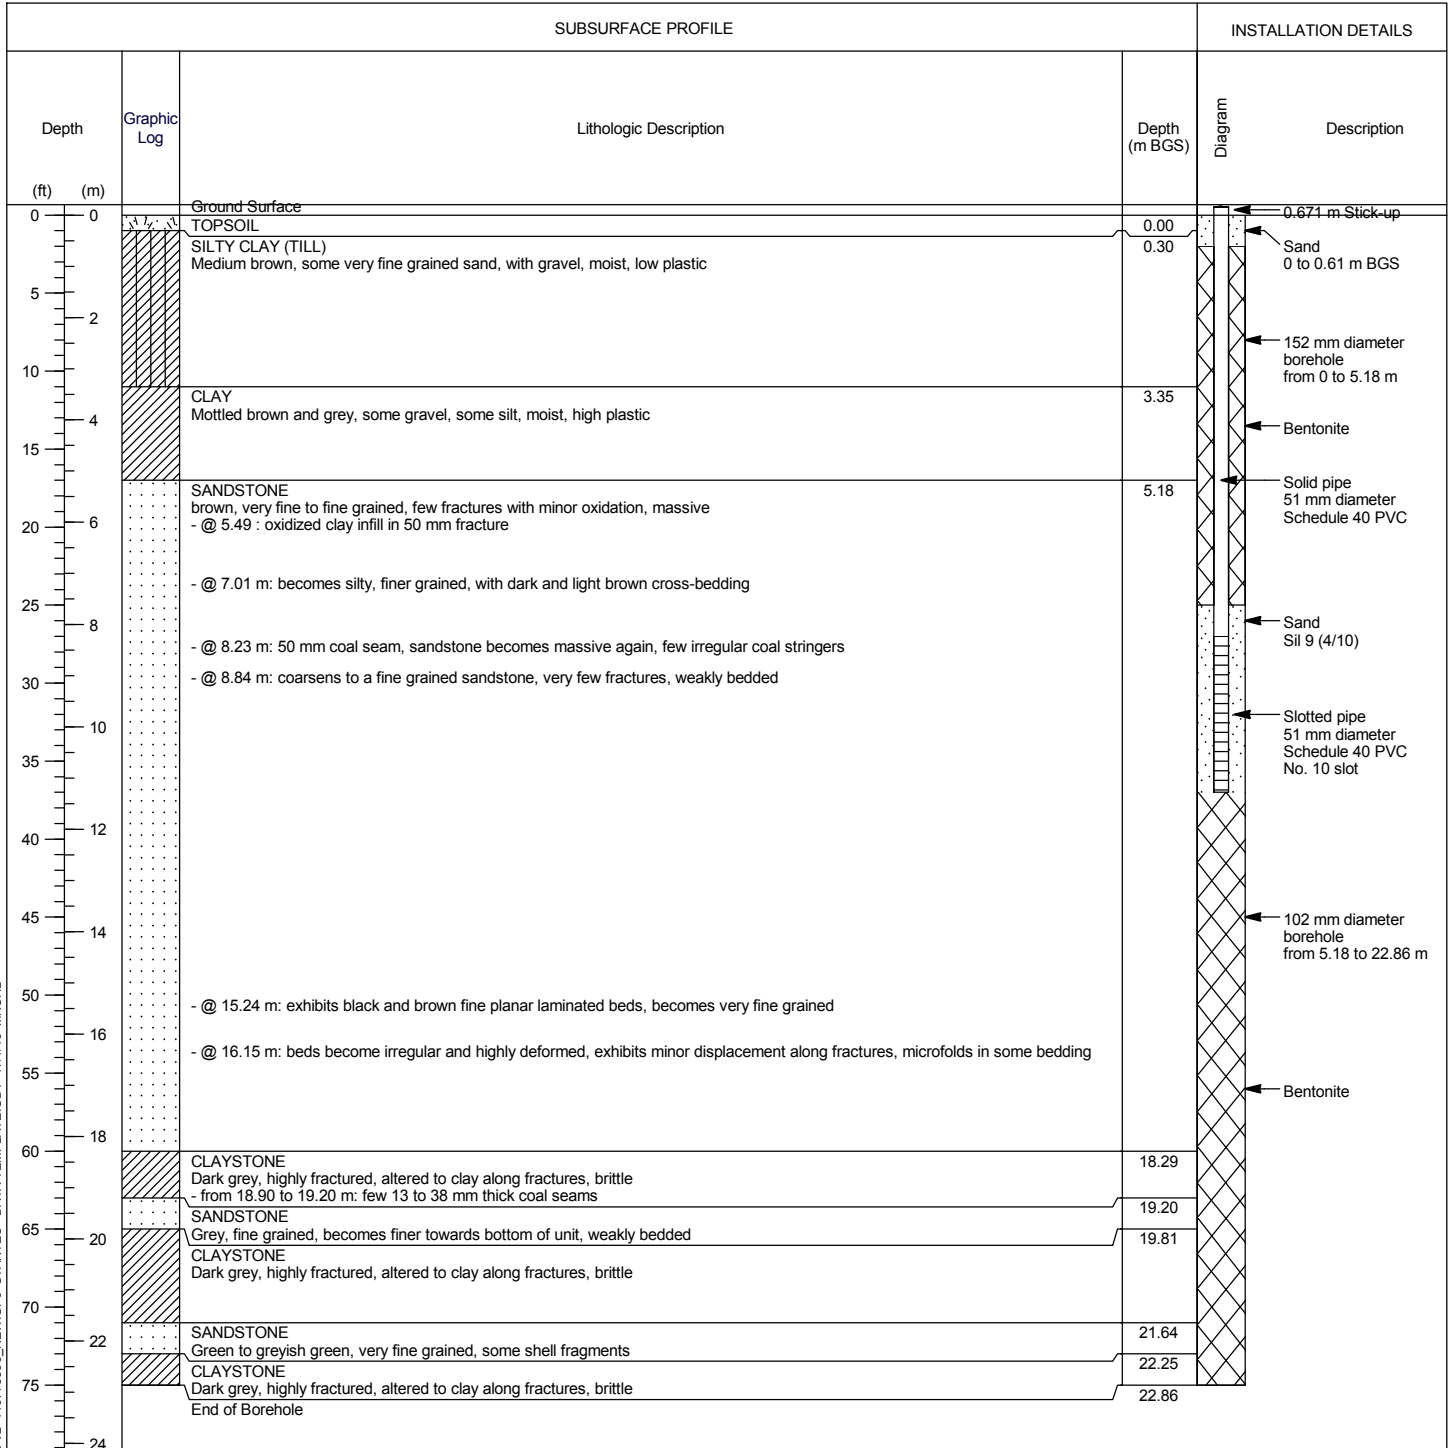 SUBSURFACE PROFILE
INSTALLATION DETAILS
Depth
Graphic
Log
Lithologic Description
Depth
(m BGS)
Diagram
Description
(ft) (m)
Ground Surface
0 0
0.671 m Stick-up
TOPSOIL 0.00
SILTY CLAY (TILL) 0.30
Medium brown, some very fine grained sand, with gravel, moist, low plastic
Sand
0 to 0.61 m BGS
5
2
152 mm diameter
borehole
from 0 to 5.18 m
10
CLAY 3.35
Mottled brown and grey, some gravel, some silt, moist, high plastic
4
Bentonite
15
SANDSTONE 5.18
brown, very fine to fine grained, few fractures with minor oxidation, massive
- @ 5.49 : oxidized clay infill in 50 mm fracture
Solid pipe
51 mm diameter
Schedule 40 PVC
20 6
- @ 7.01 m: becomes silty, finer grained, with dark and light brown cross-bedding
25
8
Sand
Sil 9 (4/10)
- @ 8.23 m: 50 mm coal seam, sandstone becomes massive again, few irregular coal stringers
- @ 8.84 m: coarsens to a fine grained sandstone, very few fractures, weakly bedded
30
10
Slotted pipe
51 mm diameter
Schedule 40 PVC
No. 10 slot
35
12
40
45
14
102 mm diameter
borehole
from 5.18 to 22.86 m
50
- @ 15.24 m: exhibits black and brown fine planar laminated beds, becomes very fine grained
16
- @ 16.15 m: beds become irregular and highly deformed, exhibits minor displacement along fractures, microfolds in some bedding
55
Bentonite
18
60
CLAYSTONE 18.29
Dark grey, highly fractured, altered to clay along fractures, brittle
- from 18.90 to 19.20 m: few 13 to 38 mm thick coal seams
19.20
SANDSTONE
Grey, fine grained, becomes finer towards bottom of unit, weakly bedded
65
20
19.81
CLAYSTONE
Dark grey, highly fractured, altered to clay along fractures, brittle
70
SANDSTONE 21.64
Green to greyish green, very fine grained, some shell fragments
22
22.25
CLAYSTONE
Dark grey, highly fractured, altered to clay along fractures, brittle
75
22.86
End of Borehole
24